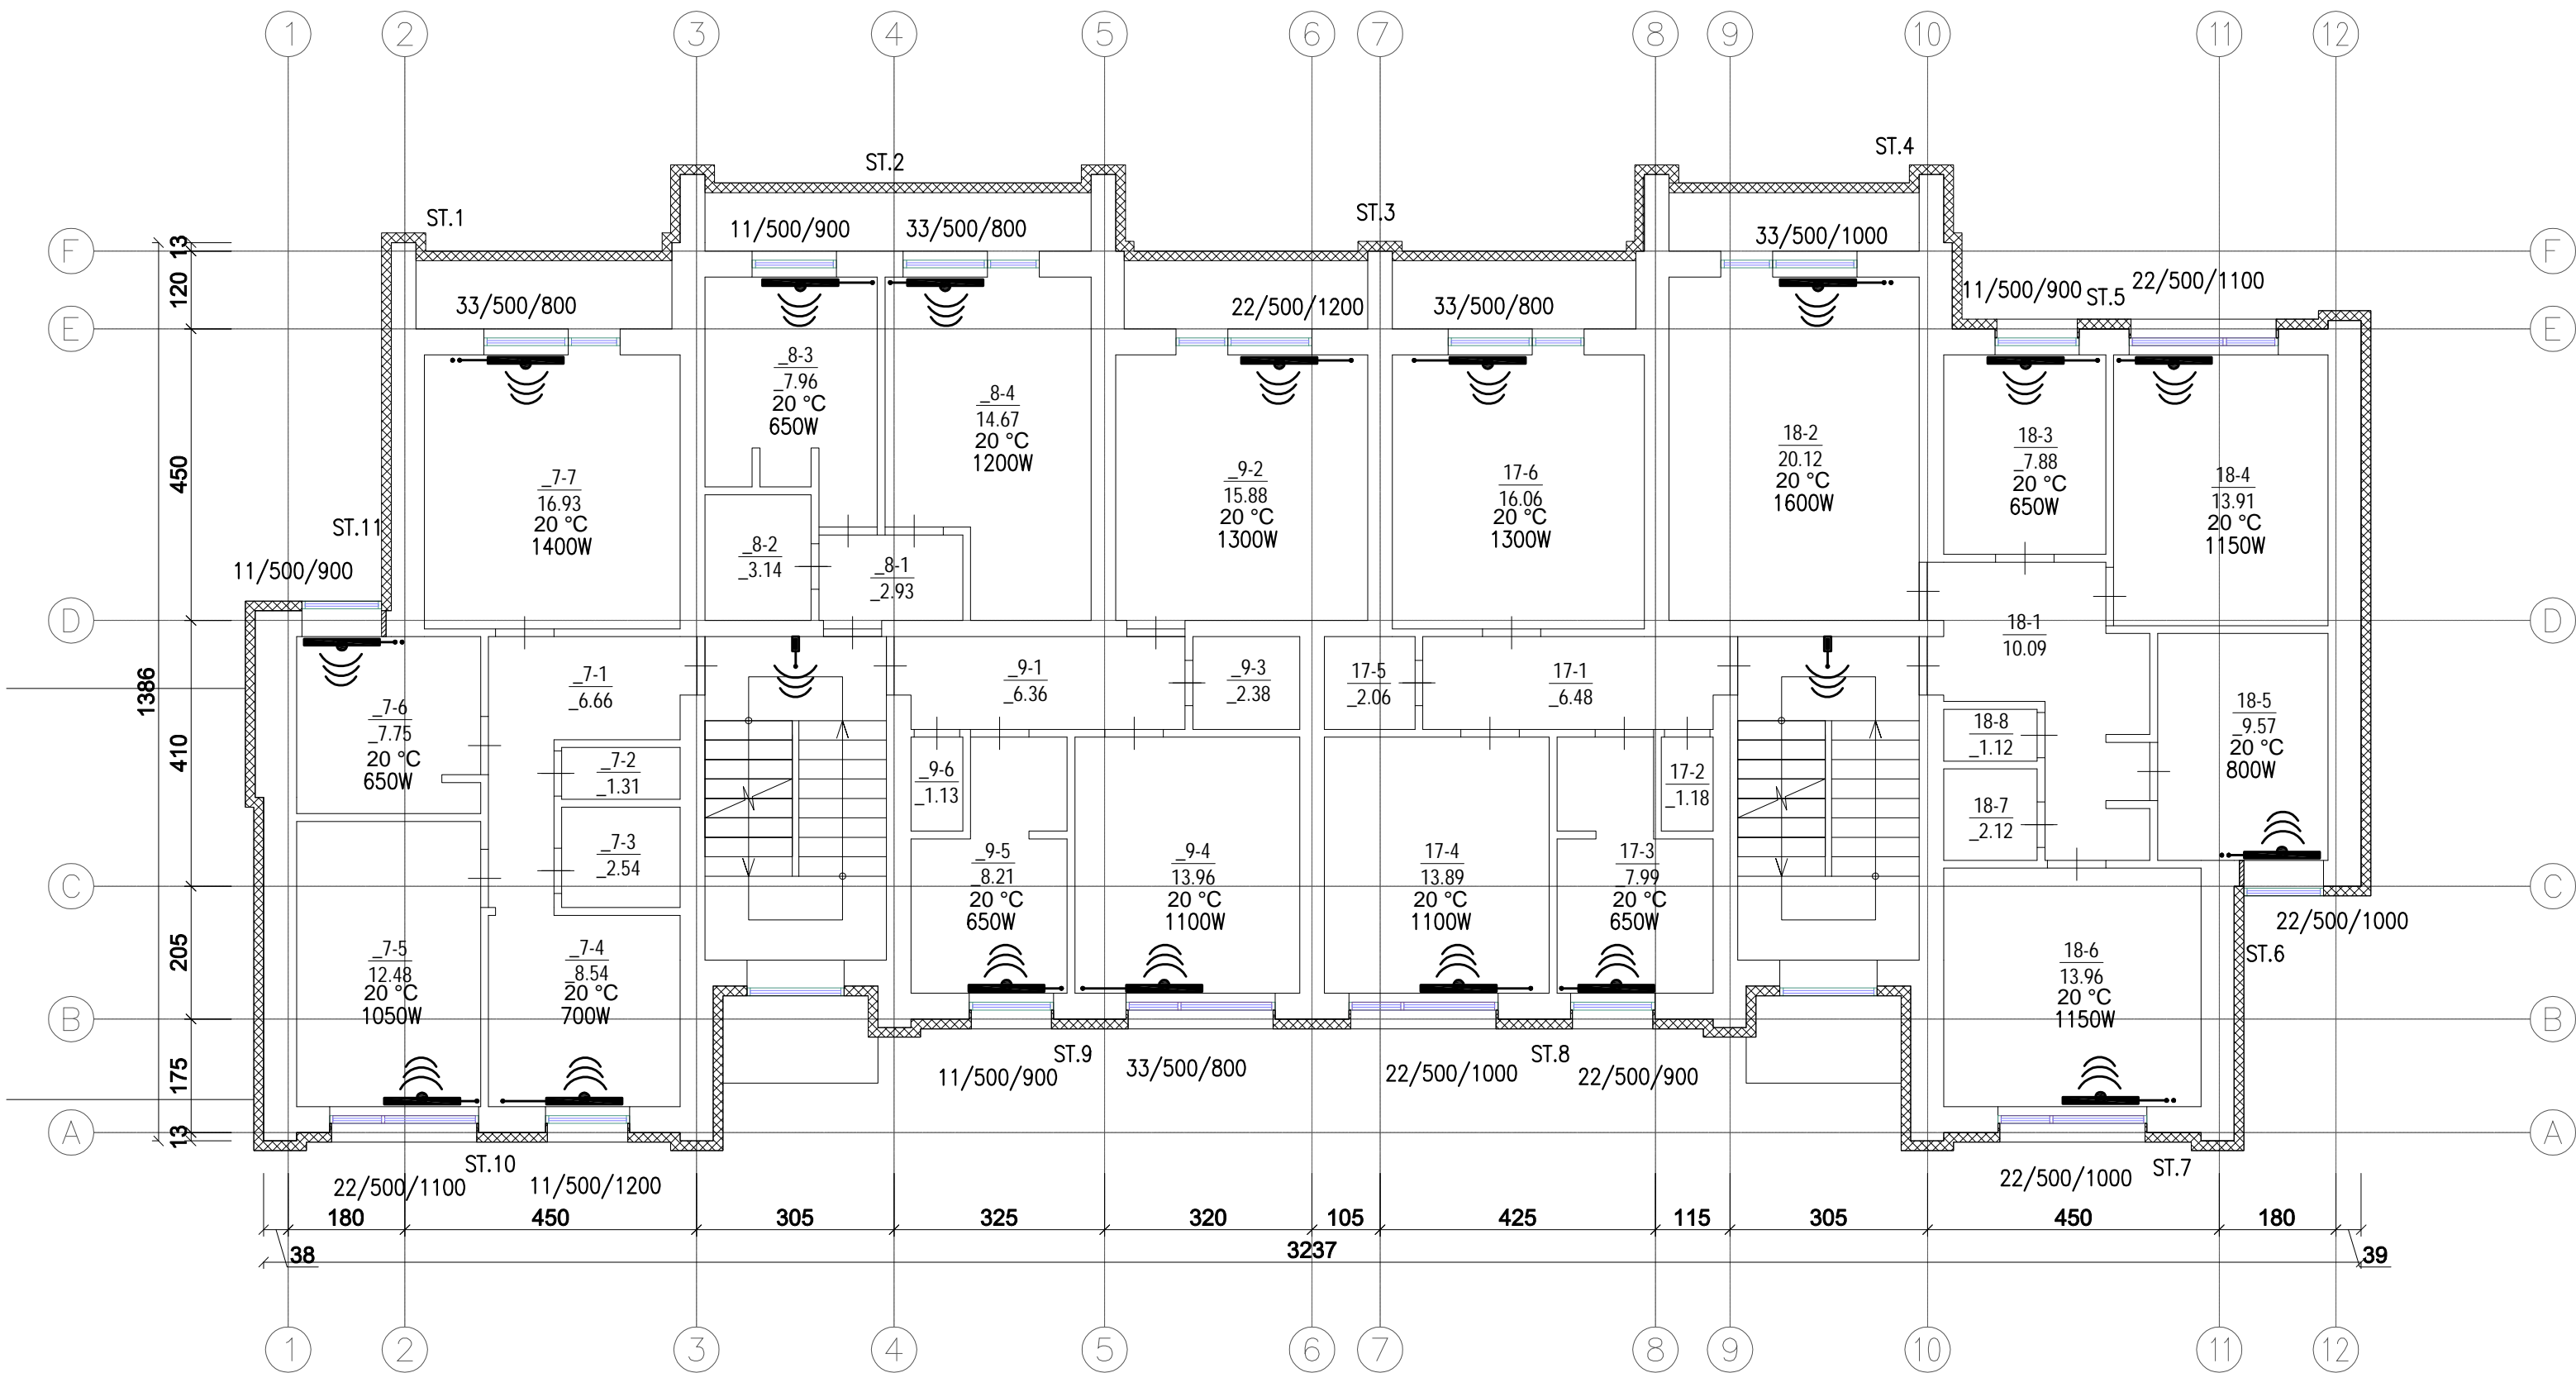 1 2 3 4 5 6 7 8 9 10 11 12
ST.4
ST.2
ST.3
ST.1
11/500/900 33/500/800 33/500/1000
F 13 F
22/500/1100
120
11/500/900 ST.5
33/500/800 22/500/1200 33/500/800
E E
_8-3
_7.96
20 °C
650W
_8-4
14.67
20 °C
1200W
18-2
20.12
20 °C
1600W
18-3
_7.88
20 °C
650W
450
_7-7
16.93
20 °C
1400W
_9-2
15.88
20 °C
1300W
17-6
16.06
20 °C
1300W
18-4
13.91
20 °C
1150W
ST.11
11/500/900
_8-2
_3.14
_8-1
_2.93
D D
18-1
10.09
1386
_7-6
_7.75
20 °C
650W
_7-1
_6.66
_9-1
_6.36
_9-3
_2.38
17-5
_2.06
17-1
_6.48
18-5
_9.57
20 °C
800W
410
_7-2
_1.31
_9-6
_1.13
17-2
_1.18
18-8
_1.12
_7-3
_2.54
18-7
_2.12
_9-5
_8.21
20 °C
650W
_9-4
13.96
20 °C
1100W
17-4
13.89
20 °C
1100W
17-3
_7.99
20 °C
650W
C C
22/500/1000
205
_7-5
12.48
20 °C
1050W
_7-4
_8.54
20 °C
700W
18-6
13.96
20 °C
1150W
ST.6
B B
ST.9 ST.8
11/500/900 33/500/800 22/500/1000 22/500/900
175
A 13 A
ST.10 ST.7
22/500/1100 11/500/1200 22/500/1000
180 450 305 325 320 105 425 115 305 450 180
38 3237 39
1 2 3 4 5 6 7 8 9 10 11 12